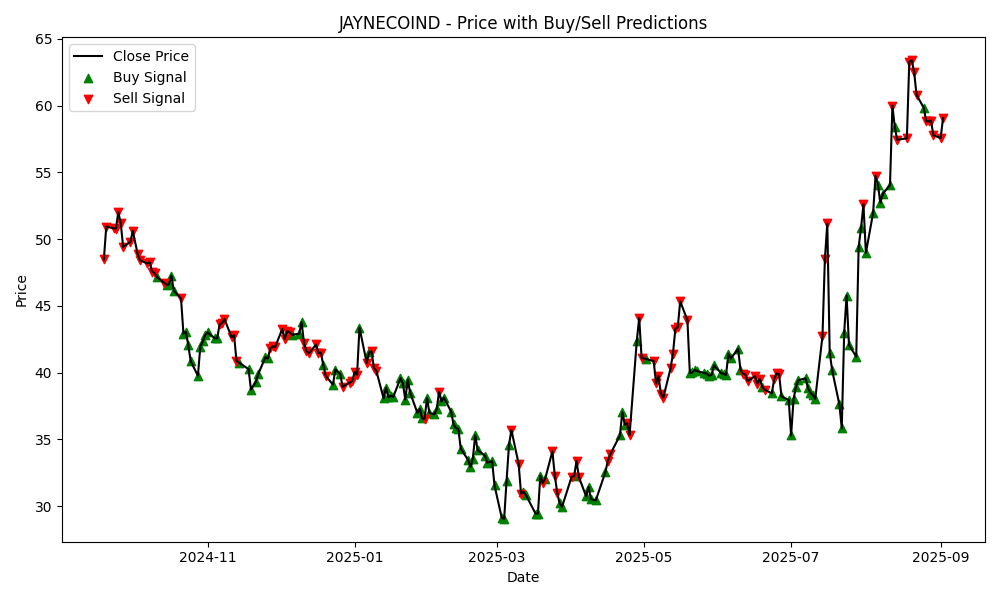 JAYNECOIND - Price with Buy/Sell Predictions
Close Price
Buy Signal
Sell Signal
Price
65
60
55
50
45
40
35
30
2024-11
2025-01
2025-03
2025-05
2025-07
2025-09
Date